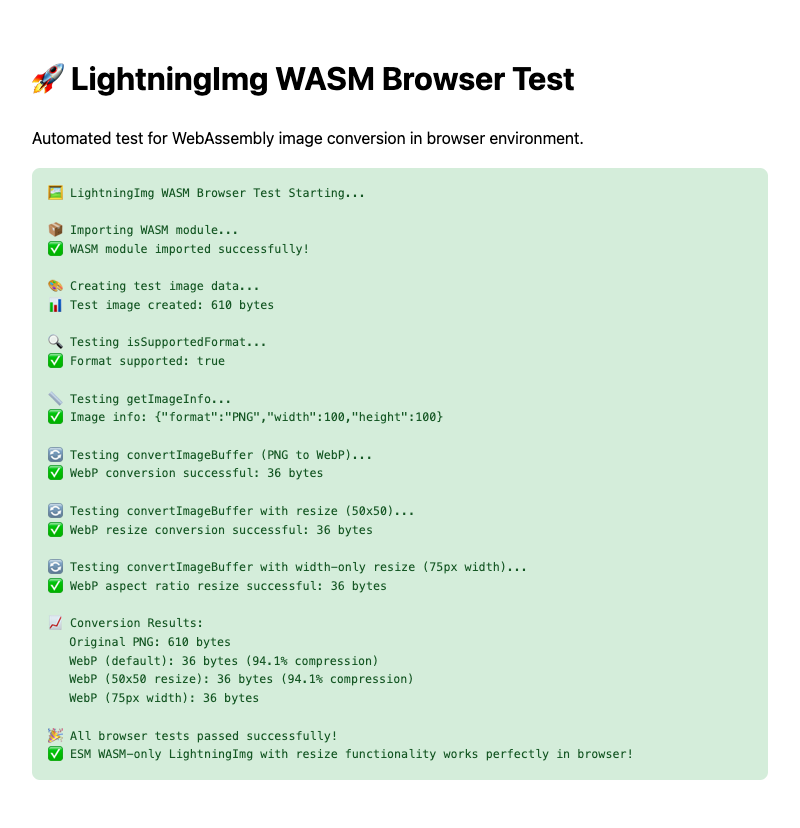 🚀 LightningImg WASM Browser Test
Automated test for WebAssembly image conversion in browser environment.
🖼️ LightningImg WASM Browser Test Starting...
📦 Importing WASM module...
✅ WASM module imported successfully!
🎨 Creating test image data...
📊 Test image created: 610 bytes
🔍 Testing isSupportedFormat...
✅ Format supported: true
📏 Testing getImageInfo...
✅ Image info: {"format":"PNG","width":100,"height":100}
🔄 Testing convertImageBuffer (PNG to WebP)...
✅ WebP conversion successful: 36 bytes
🔄 Testing convertImageBuffer with resize (50x50)...
✅ WebP resize conversion successful: 36 bytes
🔄 Testing convertImageBuffer with width-only resize (75px width)...
✅ WebP aspect ratio resize successful: 36 bytes
📈 Conversion Results:
Original PNG: 610 bytes
WebP (default): 36 bytes (94.1% compression)
WebP (50x50 resize): 36 bytes (94.1% compression)
WebP (75px width): 36 bytes
🎉 All browser tests passed successfully!
✅ ESM WASM-only LightningImg with resize functionality works perfectly in browser!